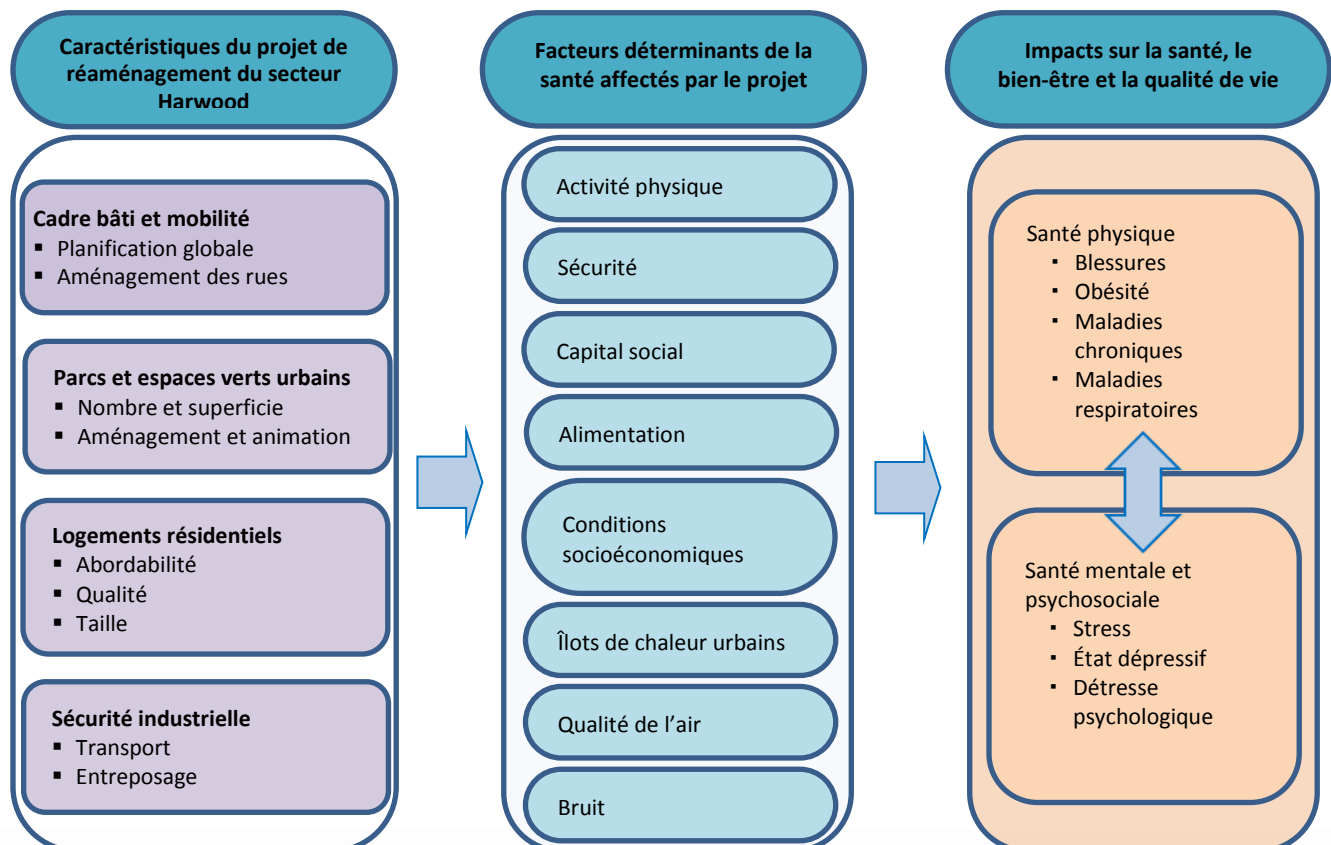 Caractéristiques du projet de
réaménagement du secteur
Harwood
Cadre bâti et mobilité
▪ Planification globale
▪ Aménagement des rues
Parcs et espaces verts urbains
▪ Nombre et superficie
▪ Aménagement et animation
Logements résidentiels
▪ Abordabilité
▪ Qualité
▪ Taille
Sécurité industrielle
▪ Transport
▪ Entreposage
Facteurs déterminants de la
santé affectés par le projet
Activité physique
Sécurité
Capital social
Alimentation
Conditions
socioéconomiques
Îlots de chaleur urbains
Qualité de l’air
Bruit
Impacts sur la santé, le
bien-être et la qualité de vie
Santé physique
▪ Blessures
▪ Obésité
▪ Maladies
chroniques
▪ Maladies
respiratoires
Santé mentale et
psychosociale
▪ Stress
▪ État dépressif
▪ Détresse
psychologique